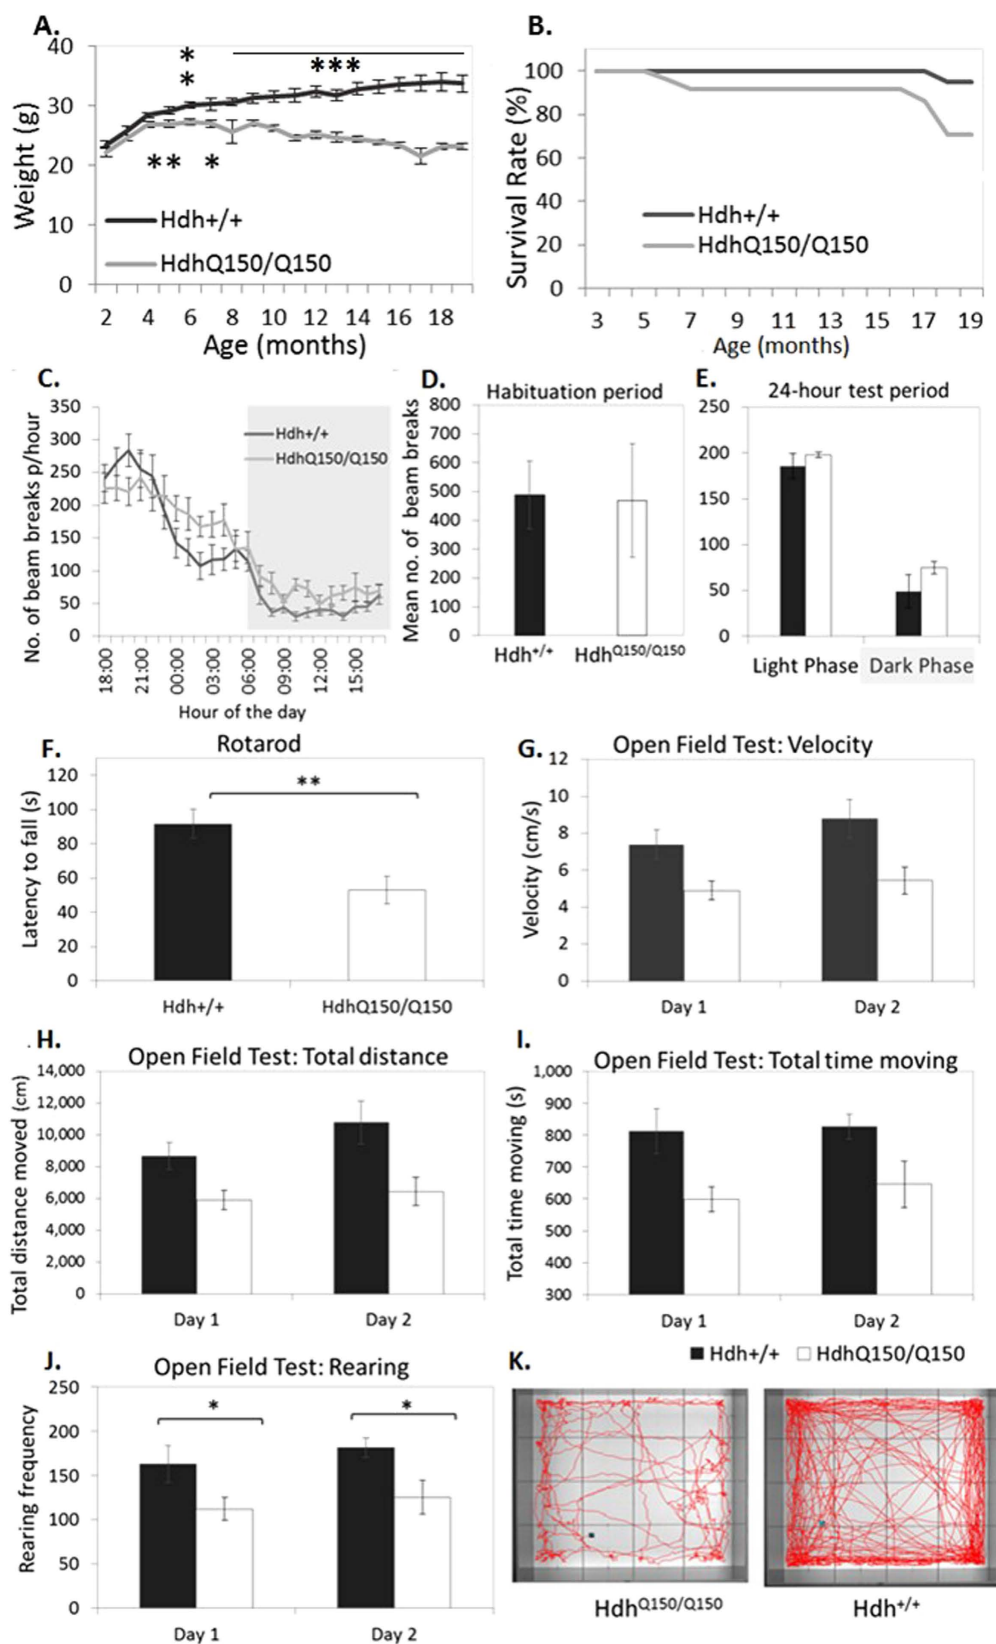 A.
40
30
20
10
0
Weight (g)
*
*
***
** *
Hdh+/+
HdhQ150/Q150
2 4 6 8 10 12 14 16 18
Age (months)
B.
100
80
60
40
20
0
Survival Rate (%)
Hdh+/+
HdhQ150/Q150
3 5 7 9 11 13 15 17 19
Age (months)
C.
350
300
250
200
150
100
50
0
No. of beam breaks p/hour
Hdh+/+
HdhQ150/Q150
18:00 21:00 00:00 03:00 06:00 09:00 12:00 15:00
Hour of the day
D.
Habituation period
800
700
600
500
400
300
200
100
0
Mean no. of beam breaks
Hdh+/+ HdhQ150/Q150
E.
24-hour test period
250
200
150
100
50
0
Light Phase Dark Phase
F.
Rotarod
**
120
100
80
60
40
20
0
Latency to fall (s)
Hdh+/+ HdhQ150/Q150
G.
Open Field Test: Velocity
12
10
8
6
4
2
0
Velocity (cm/s)
Day 1 Day 2
H.
Open Field Test: Total distance
14,000
12,000
10,000
8,000
6,000
4,000
2,000
0
Total distance moved (cm)
Day 1 Day 2
I.
Open Field Test: Total time moving
1,000
900
800
700
600
500
400
300
Total time moving (s)
Day 1 Day 2
Hdh+/+ HdhQ150/Q150
J.
Open Field Test: Rearing
250
200
150
100
50
0
Rearing frequency
* *
Day 1 Day 2
K.
HdhQ150/Q150 Hdh+/+